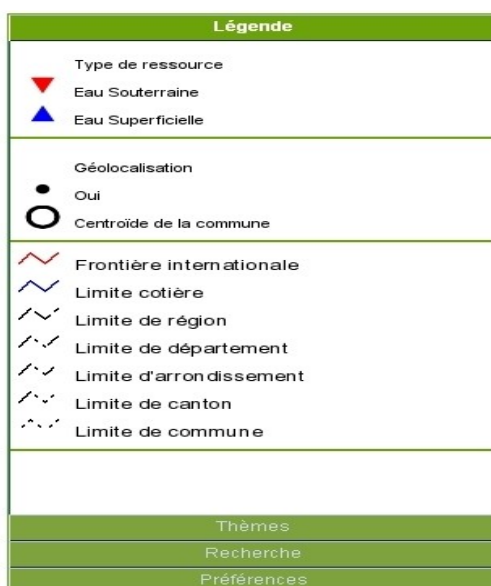 Légende
Type de ressource
Eau Souterraine
Eau Superficielle
Géolocalisation
Oui
Centroïde de la commune
Frontière internationale
Limite cotière
Limite de région
Limite de département
Limite d'arrondissement
Limite de canton
Limite de commune
Thèmes
Recherche
Préférences